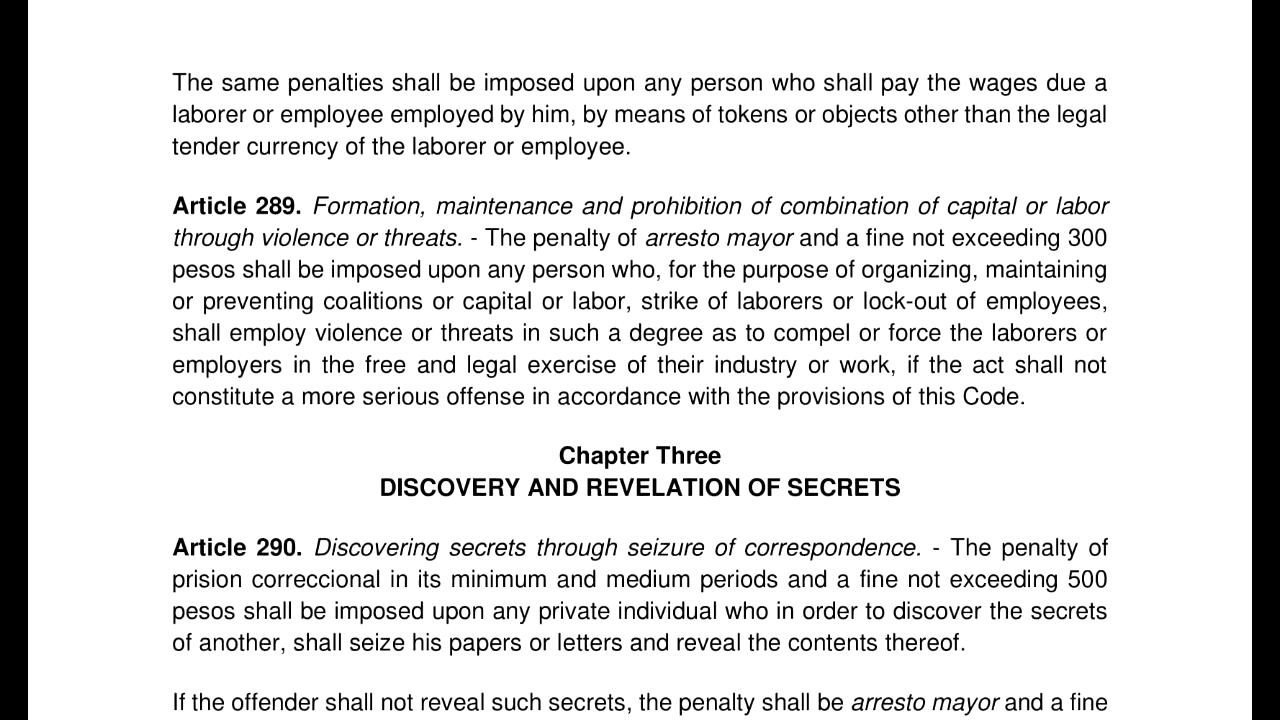 The same penalties shall be imposed upon any person who shall pay the wages due a
laborer or employee employed by him, by means of tokens or objects other than the legal
tender currency of the laborer or employee.
Article 289. Formation, maintenance and prohibition of combination of capital or labor
through violence or threats. - The penalty of arresto mayor and a fine not exceeding 300
pesos shall be imposed upon any person who, for the purpose of organizing, maintaining
or preventing coalitions or capital or labor, strike of laborers or lock-out of employees,
shall employ violence or threats in such a degree as to compel or force the laborers or
employers in the free and legal exercise of their industry or work, if the act shall not
constitute a more serious offense in accordance with the provisions of this Code.
Chapter Three
DISCOVERY AND REVELATION OF SECRETS
Article 290. Discovering secrets through seizure of correspondence. - The penalty of
prision correccional in its minimum and medium periods and a fine not exceeding 500
pesos shall be imposed upon any private individual who in order to discover the secrets
of another, shall seize his papers or letters and reveal the contents thereof.
If the offender shall not reveal such secrets, the penalty shall be arresto mayor and a fine